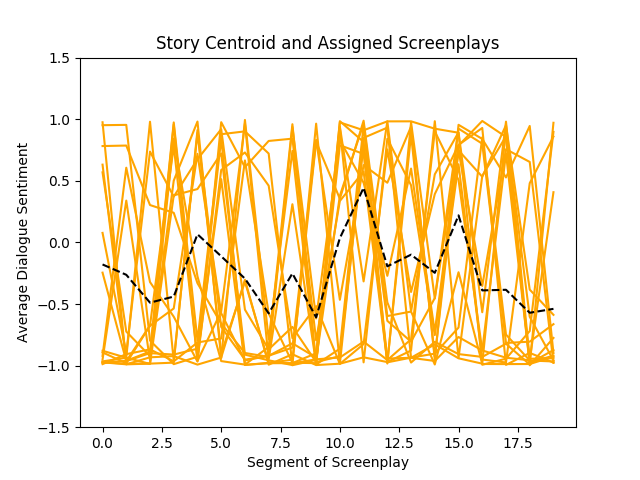 Story Centroid and Assigned Screenplays
1.5
1.0
0.5
0.0
−0.5
−1.0
−1.5
Average Dialogue Sentiment
0.0 2.5 5.0 7.5 10.0 12.5 15.0 17.5
Segment of Screenplay